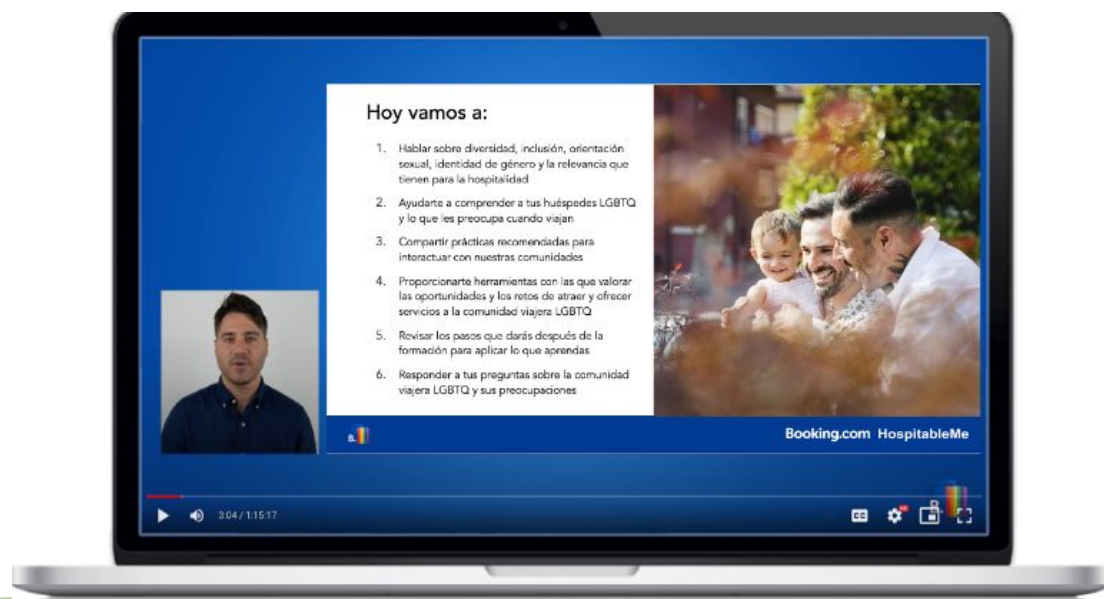 Hoy vamos a:
1. Hablar sobre diversidad, inclusión, orientación
sexual, identidad de género y la relevancia que
tienen para la hospitalidad
2. Ayudarte a comprender a tus huéspedes LGBTQ
y lo que les preocupa cuando viajan
3. Compartir prácticas recomendadas para
interactuar con nuestras comunidades
4. Proporcionarte herramientas con las que valorar
las oportunidades y los retos de atraer y ofrecer
servicios a la comunidad viajera LGBTQ
5. Revisar los pasos que darás después de la
formación para aplicar lo que aprendas
6. Responder a tus preguntas sobre la comunidad
viajera LGBTQ y sus preocupaciones
Booking.com HospitableMe
3:04 / 1:15:17
CC